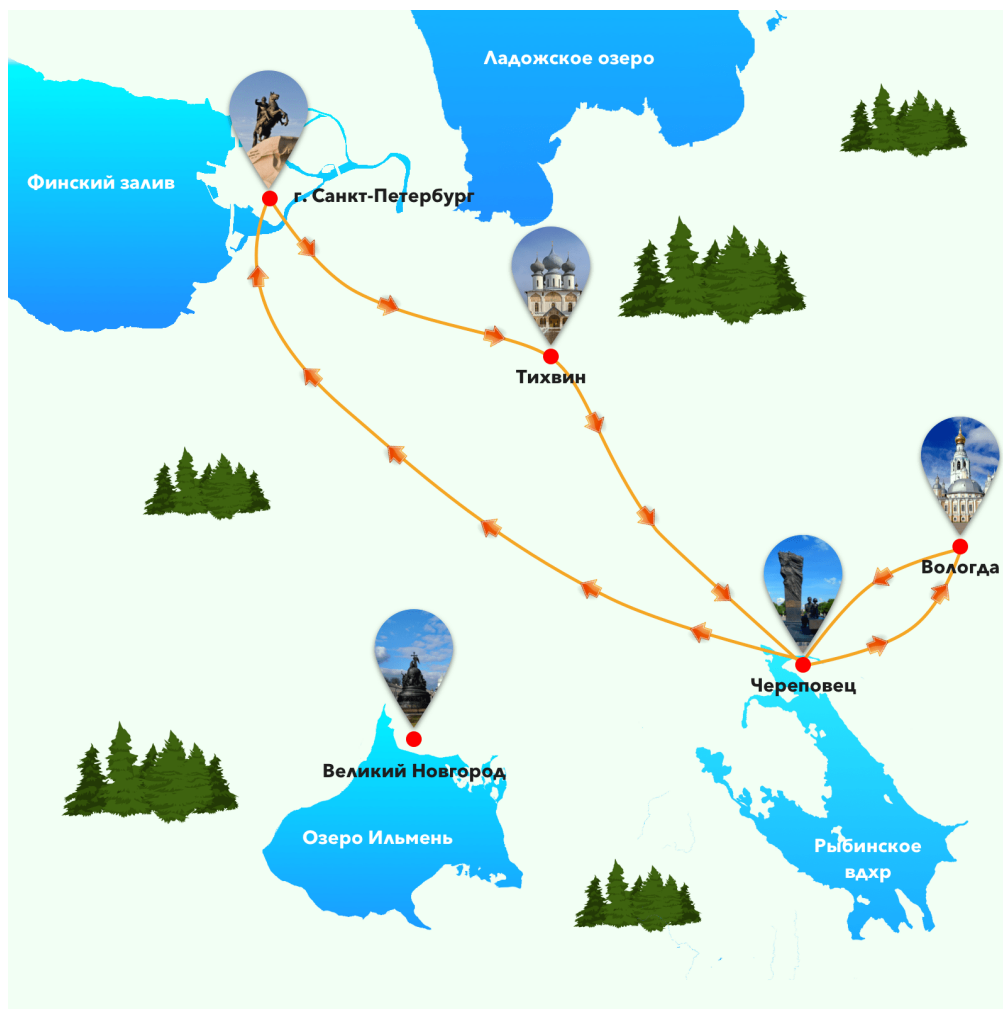 Ладожское озеро
Финский залив
г. Санкт-Петербург
Тихвин
Вологда
Череповец
Великий Новгород
Озеро Ильмень
Рыбинское
вдхр